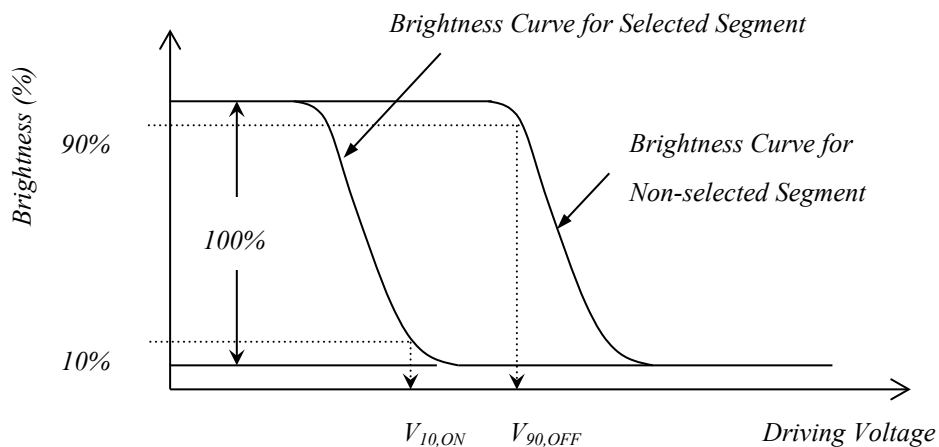 Brightness Curve for Selected Segment
Brightness (%)
90%
Brightness Curve for
Non-selected Segment
100%
10%
V10,ON
V90,OFF
Driving Voltage